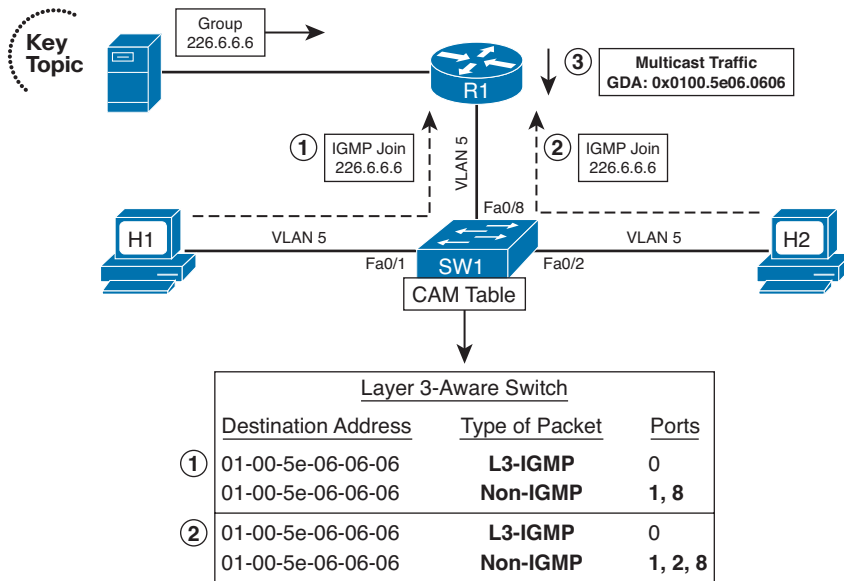 Key
Topic
Group
226.6.6.6
R1
3
Multicast Traffic
GDA: 0x0100.5e06.0606
1
IGMP Join
226.6.6.6
VLAN 5
2
IGMP Join
226.6.6.6
Fa0/8
H1
VLAN 5
Fa0/1
SW1
Fa0/2
VLAN 5
H2
CAM Table
Layer 3-Aware Switch
Destination Address Type of Packet Ports
1 01-00-5e-06-06-06 L3-IGMP 0
01-00-5e-06-06-06 Non-IGMP 1, 8
2 01-00-5e-06-06-06 L3-IGMP 0
01-00-5e-06-06-06 Non-IGMP 1, 2, 8